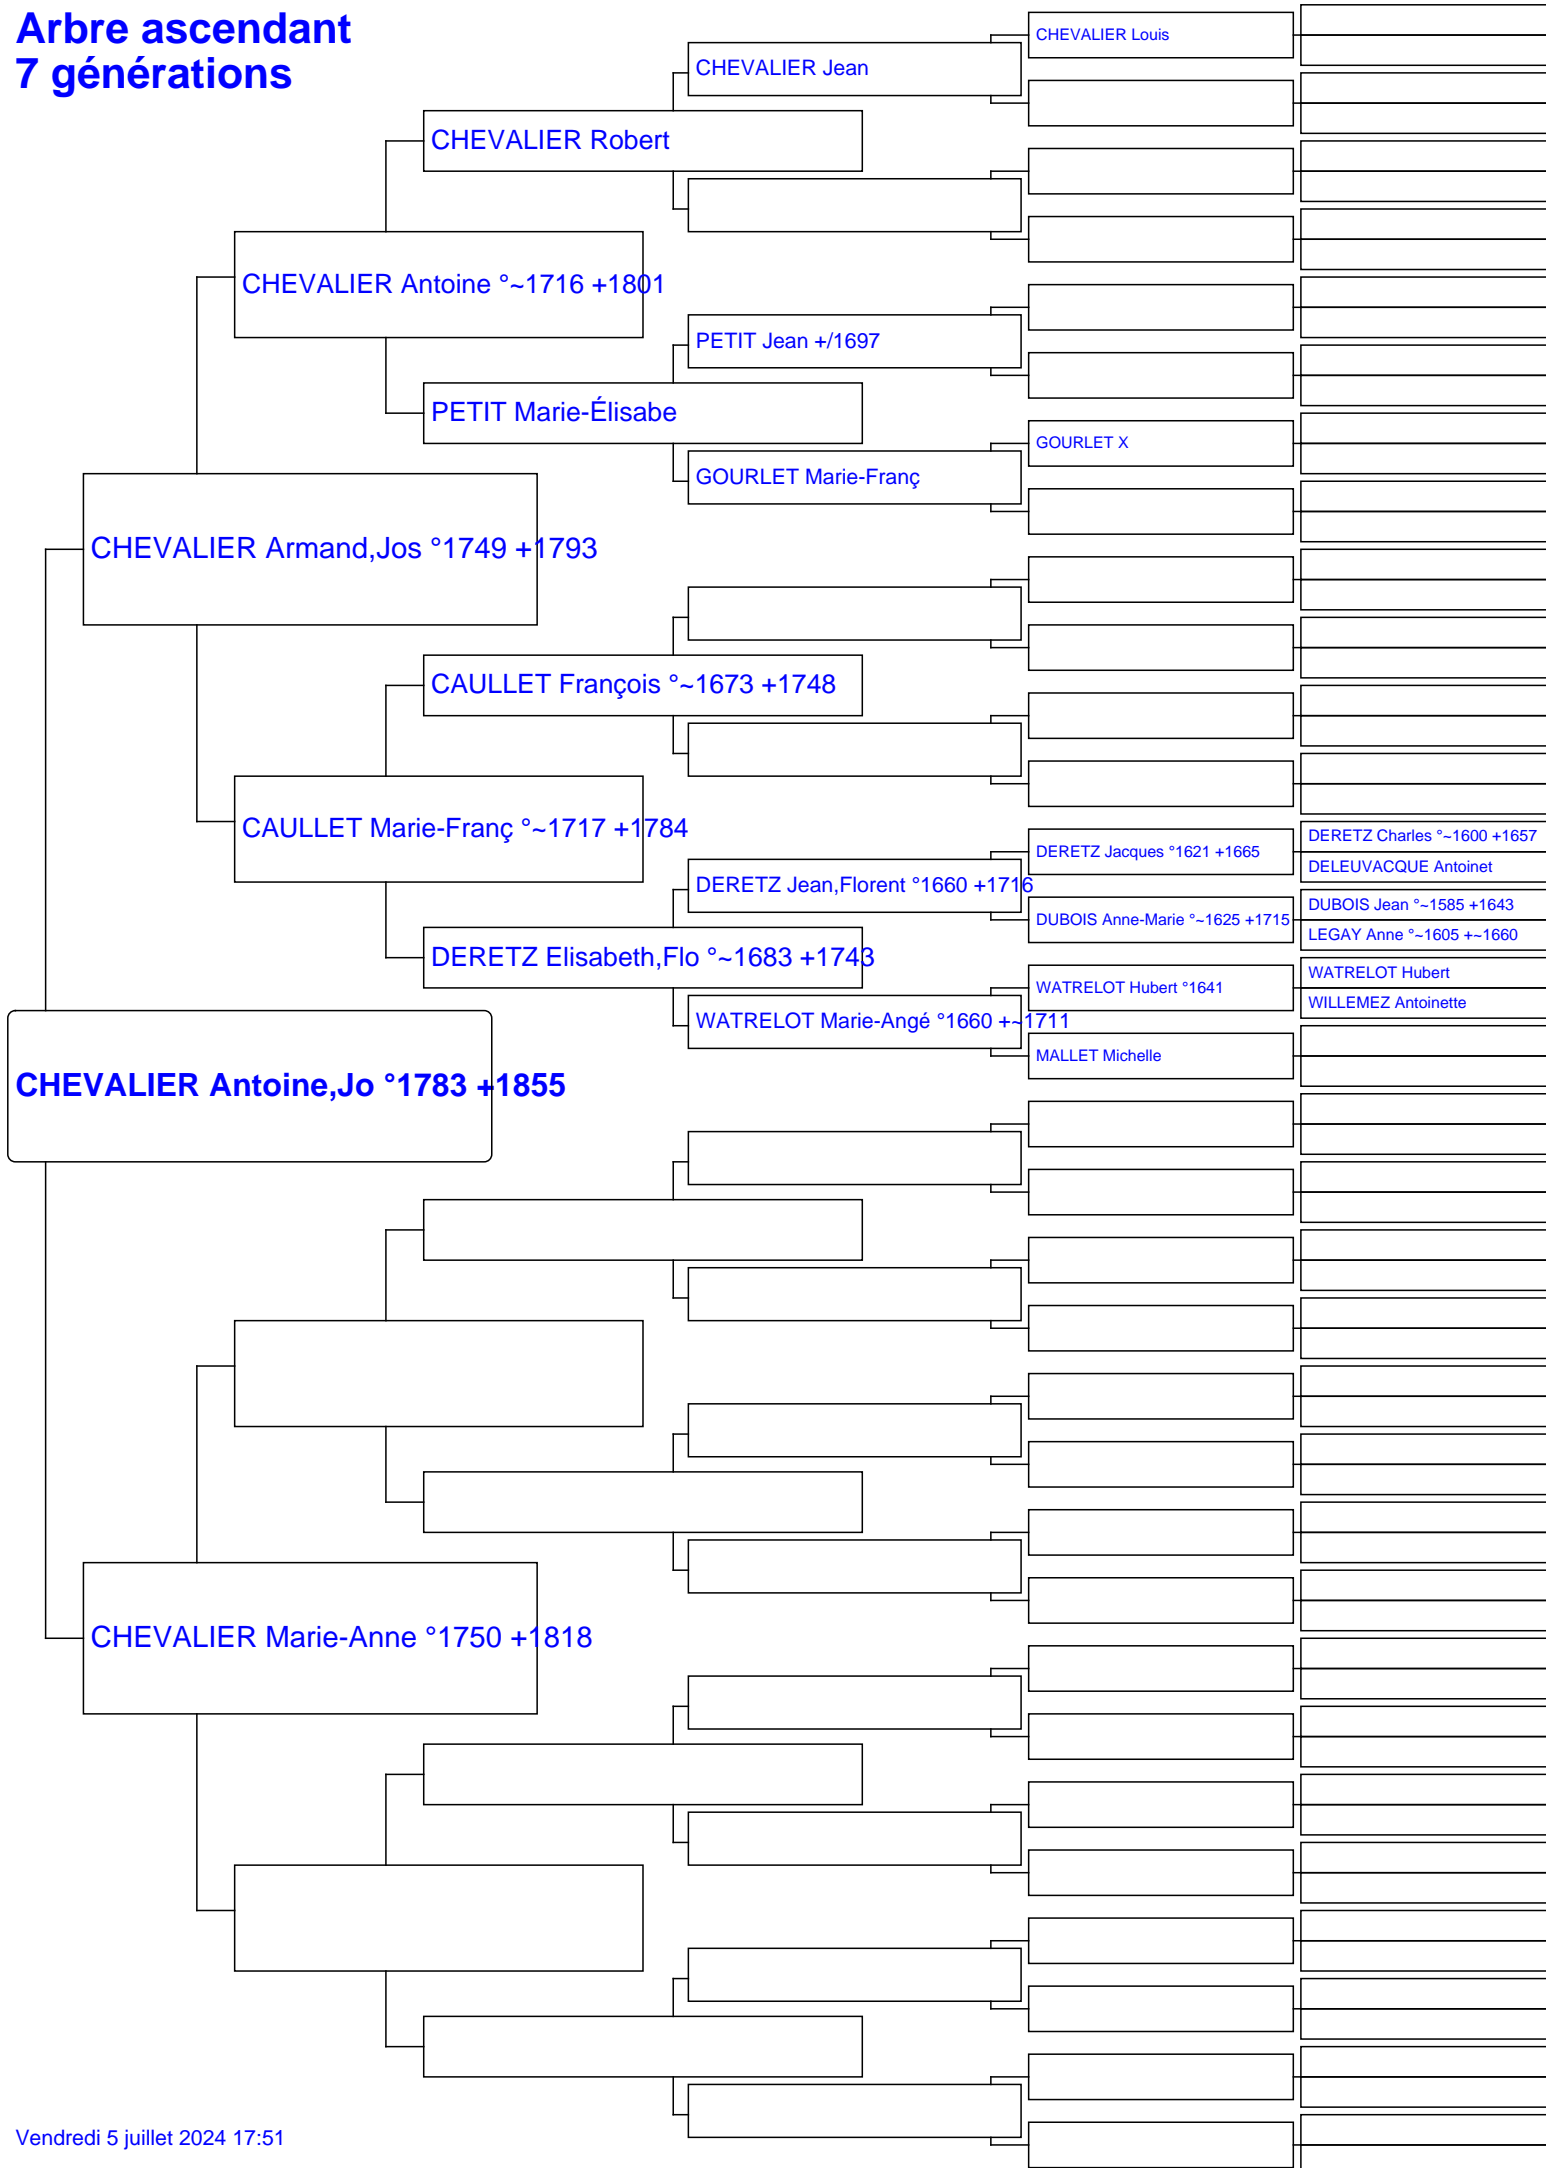 Arbre ascendant
7 générations
CHEVALIER Louis
CHEVALIER Jean
CHEVALIER Robert
CHEVALIER Antoine °~1716 +1801
PETIT Jean +/1697
PETIT Marie-Élisabe
GOURLET X
GOURLET Marie-Franç
CHEVALIER Armand,Jos °1749 +1793
CAULLET François °~1673 +1748
CAULLET Marie-Franç °~1717 +1784
DERETZ Charles °~1600 +1657
DERETZ Jacques °1621 +1665
DELEUVACQUE Antoinet
DERETZ Jean,Florent °1660 +1716
DUBOIS Jean °~1585 +1643
DUBOIS Anne-Marie °~1625 +1715
LEGAY Anne °~1605 +~1660
DERETZ Elisabeth,Flo °~1683 +1743
WATRELOT Hubert
WATRELOT Hubert °1641
WILLEMEZ Antoinette
WATRELOT Marie-Angé °1660 +~1711
MALLET Michelle
CHEVALIER Antoine,Jo °1783 +1855
CHEVALIER Marie-Anne °1750 +1818
Vendredi 5 juillet 2024 17:51